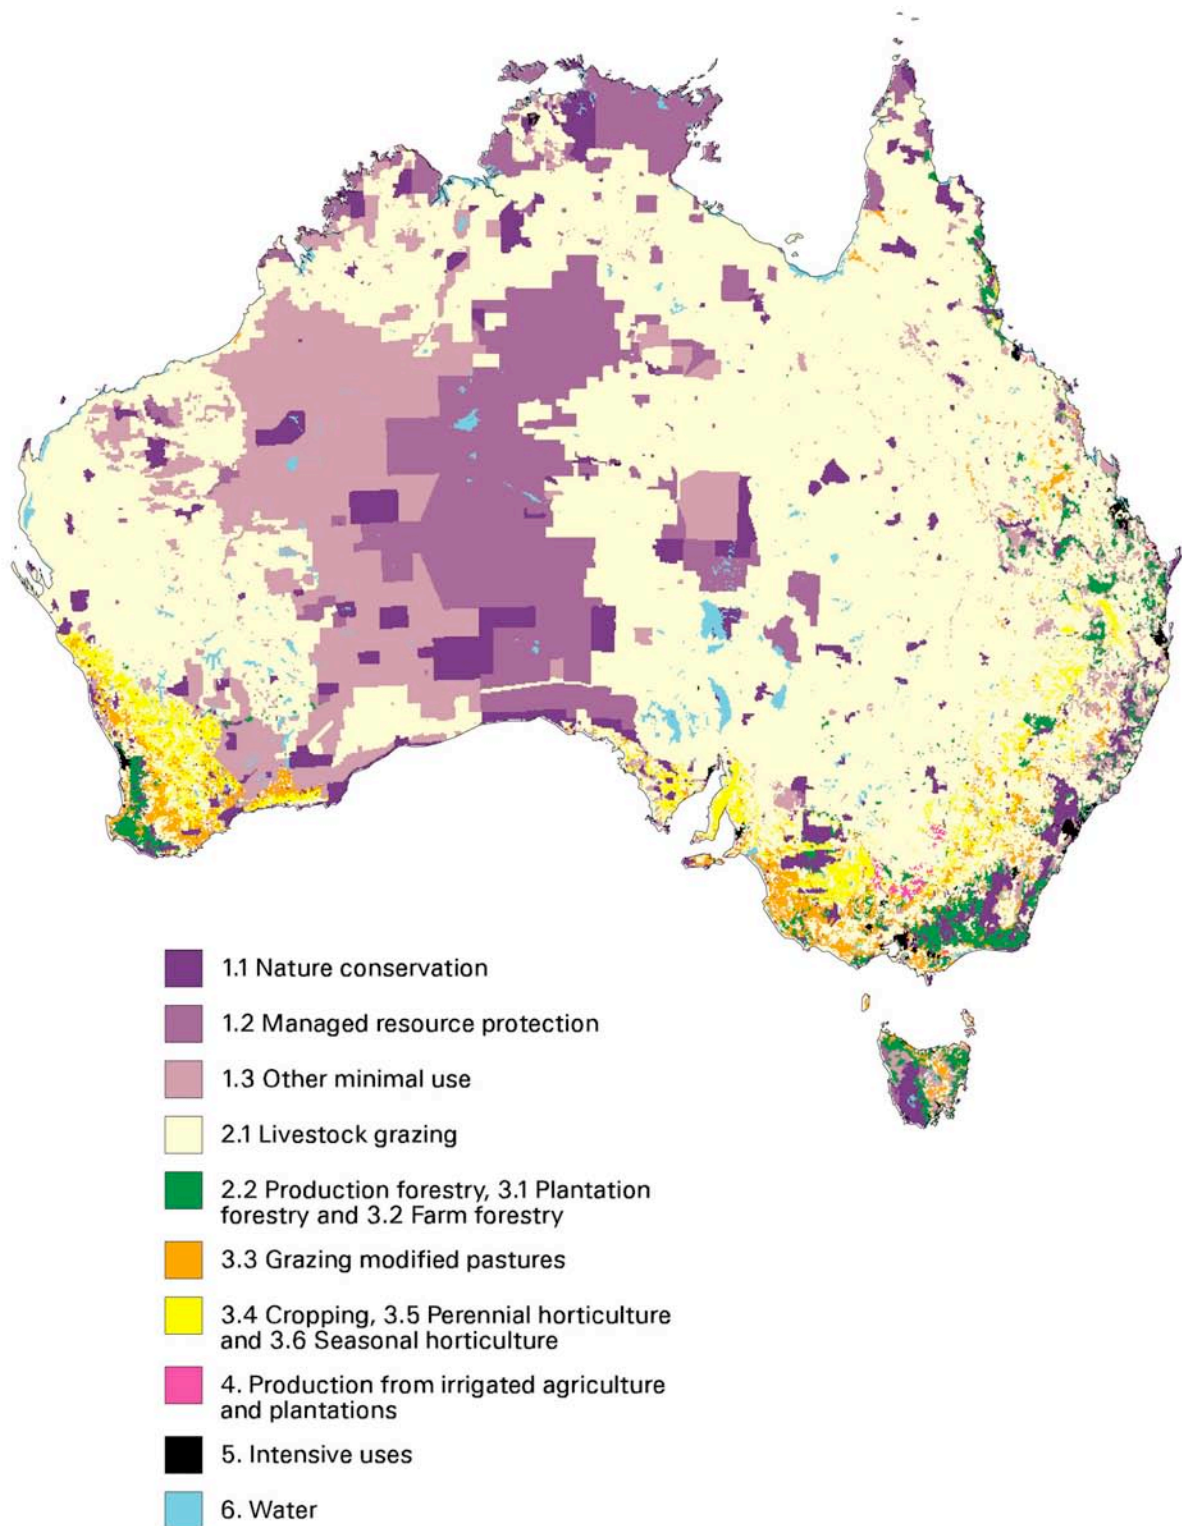 1.1 Nature conservation
1.2 Managed resource protection
1.3 Other minimal use
2.1 Livestock grazing
2.2 Production forestry, 3.1 Plantation
forestry and 3.2 Farm forestry
3.3 Grazing modified pastures
3.4 Cropping, 3.5 Perennial horticulture
and 3.6 Seasonal horticulture
4. Production from irrigated agriculture
and plantations
5. Intensive uses
6. Water